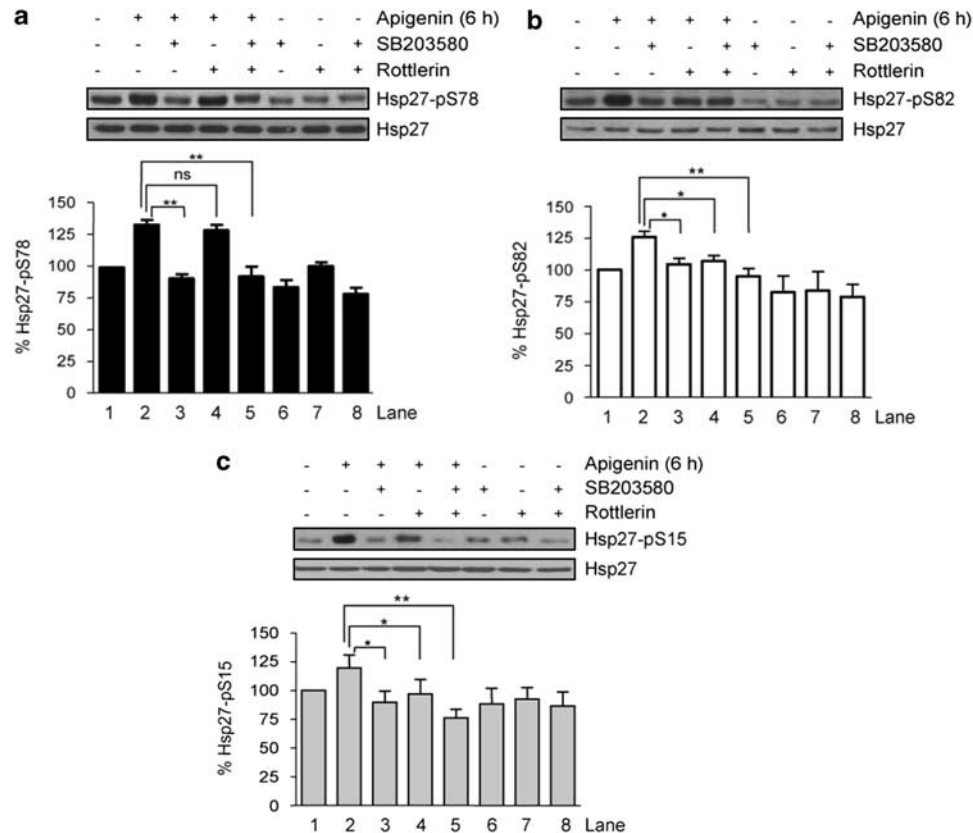 a
- + + + + - - - Apigenin (6 h)
- - + - + + - + SB203580
- - - + + - + + Rottlerin
Hsp27-pS78
Hsp27
**
ns
**
150
125
100
75
50
25
0
% Hsp27-pS78
1 2 3 4 5 6 7 8 Lane
b
- + + + + - - - Apigenin (6 h)
- - + - + + - + SB203580
- - - + + - + + Rottlerin
Hsp27-pS82
Hsp27
**
*
*
150
125
100
75
50
25
0
% Hsp27-pS82
1 2 3 4 5 6 7 8 Lane
c
- + + + + - - - Apigenin (6 h)
- - + - + + - + SB203580
- - - + + - + + Rottlerin
Hsp27-pS15
Hsp27
**
*
*
150
125
100
75
50
25
0
% Hsp27-pS15
1 2 3 4 5 6 7 8 Lane